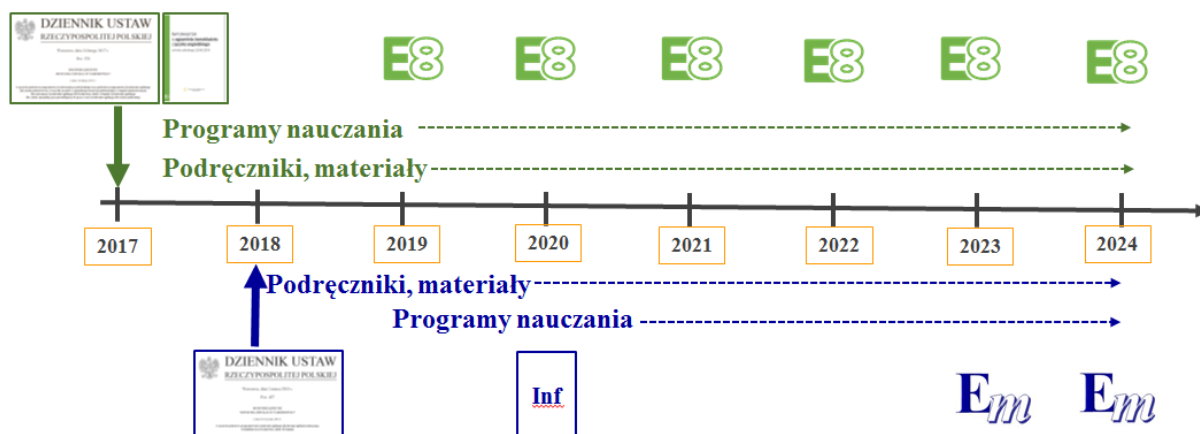 DZIENNIK USTAW
RZECZYPOSPOLITEJ POLSKIEJ
E8 E8 E8 E8 E8 E8
Programy nauczania
Podręczniki, materiały
2017 2018 2019 2020 2021 2022 2023 2024
Podręczniki, materiały
Programy nauczania
DZIENNIK USTAW
RZECZYPOSPOLITEJ POLSKIEJ
Inf
Em Em